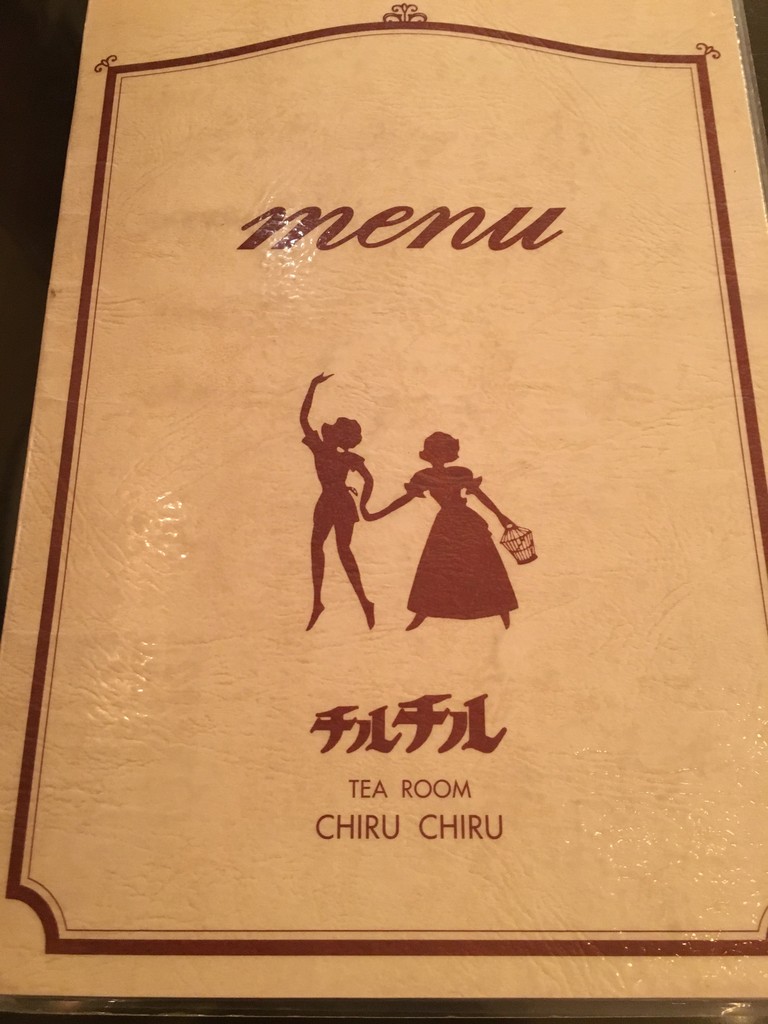 menu
チルチル
TEA ROOM
CHIRU CHIRU